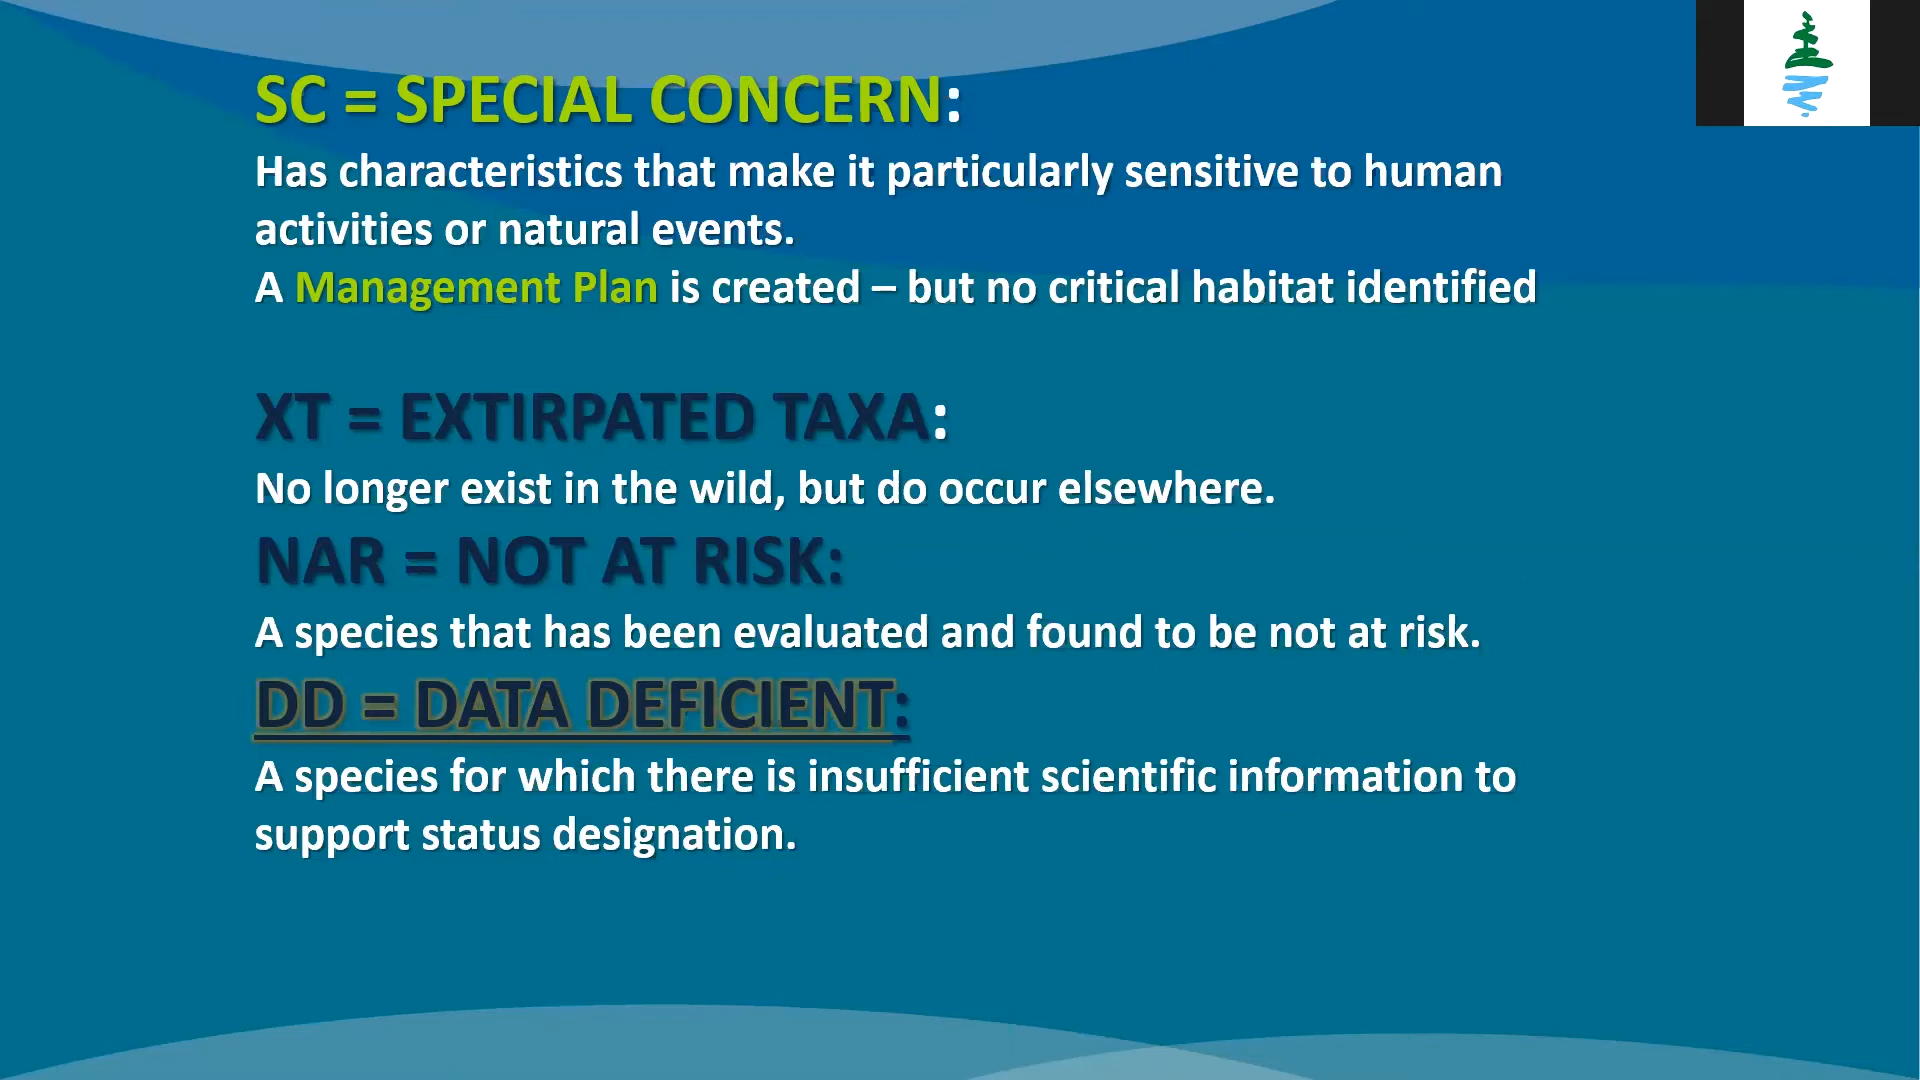 SC = SPECIAL CONCERN:
Has characteristics that make it particularly sensitive to human
activities or natural events.
A Management Plan is created – but no critical habitat identified
XT = EXTIRPATED TAXA:
No longer exist in the wild, but do occur elsewhere.
NAR = NOT AT RISK:
A species that has been evaluated and found to be not at risk.
DD = DATA DEFICIENT:
A species for which there is insufficient scientific information to
support status designation.